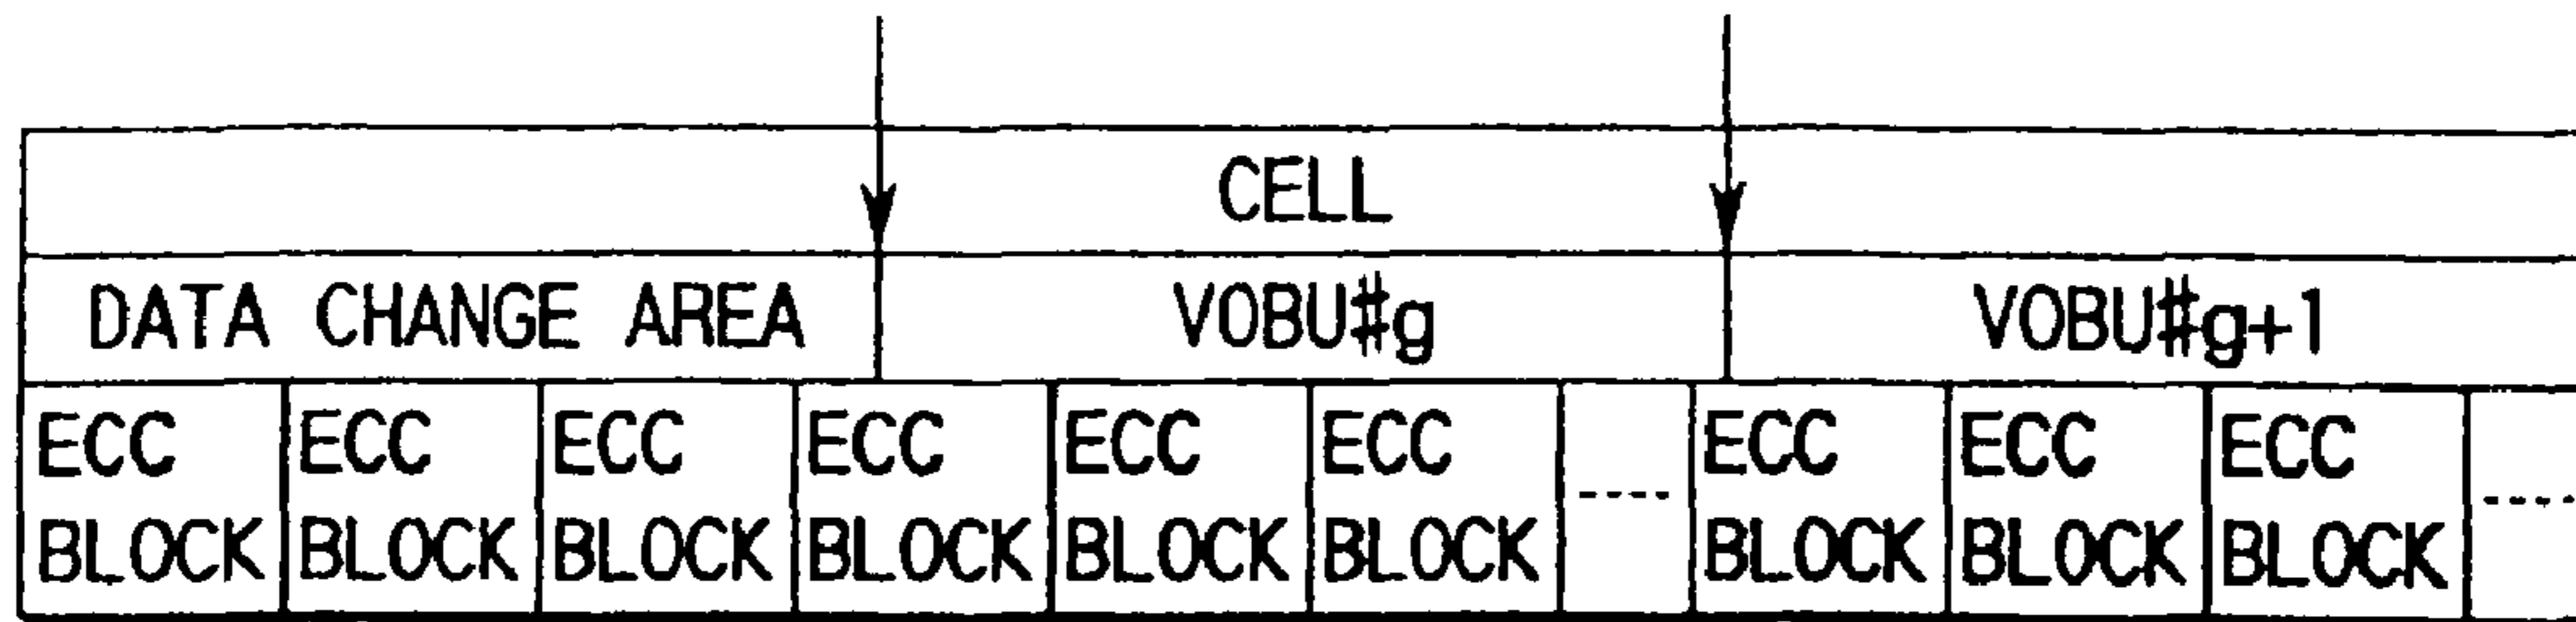 CELL
DATA CHANGE AREA VOBU#g VOBU#g+1
ECC ECC ECC ECC ECC ECC ECC ECC ECC
BLOCK BLOCK BLOCK BLOCK BLOCK BLOCK ---- BLOCK BLOCK BLOCK ----